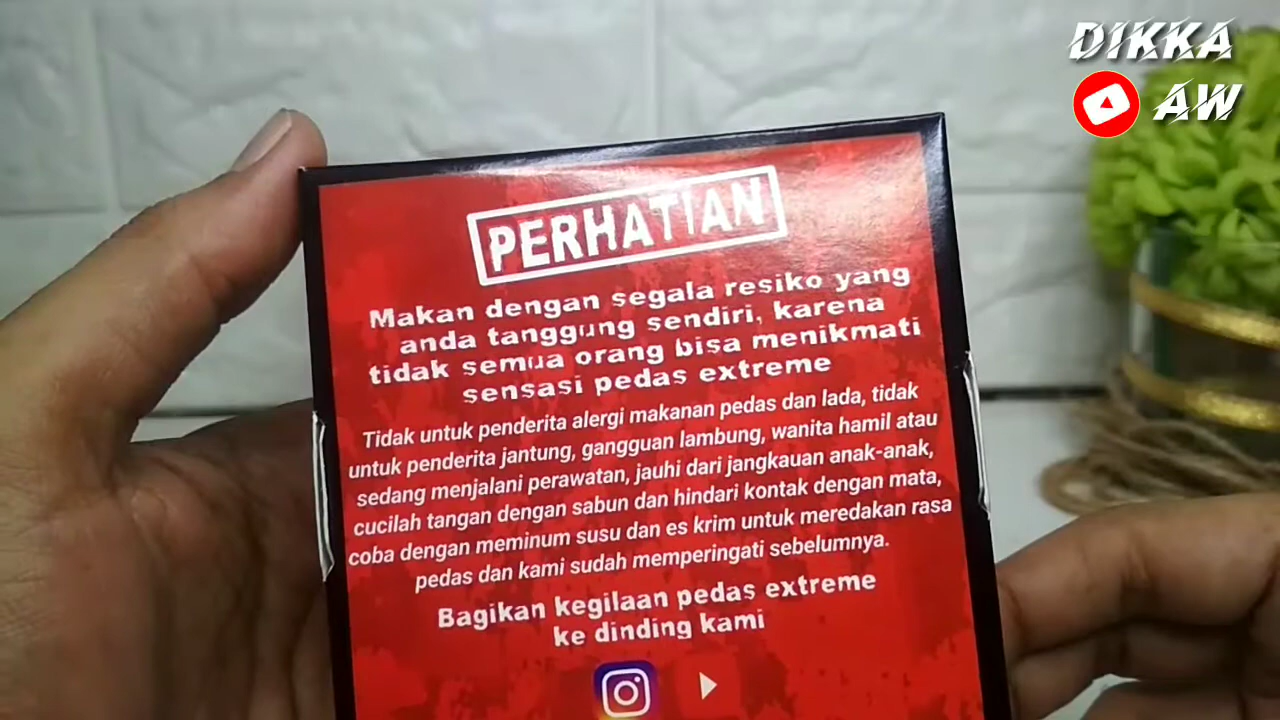 DIKKA
AW
PERHATIAN
Makan dengan segala resiko yang
anda tanggung sendiri, karena
tidak semua orang bisa menikmati
sensasi pedas extreme
Tidak untuk penderita alergi makanan pedas dan lada, tidak
untuk penderita jantung, gangguan lambung, wanita hamil atau
sedang menjalani perawatan, jauhi dari jangkauan anak-anak,
cucilah tangan dengan sabun dan hindari kontak dengan mata,
coba dengan meminum susu dan es krim untuk meredakan rasa
pedas dan kami sudah memperingati sebelumnya.
Bagikan kegilaan pedas extreme
ke dinding kami